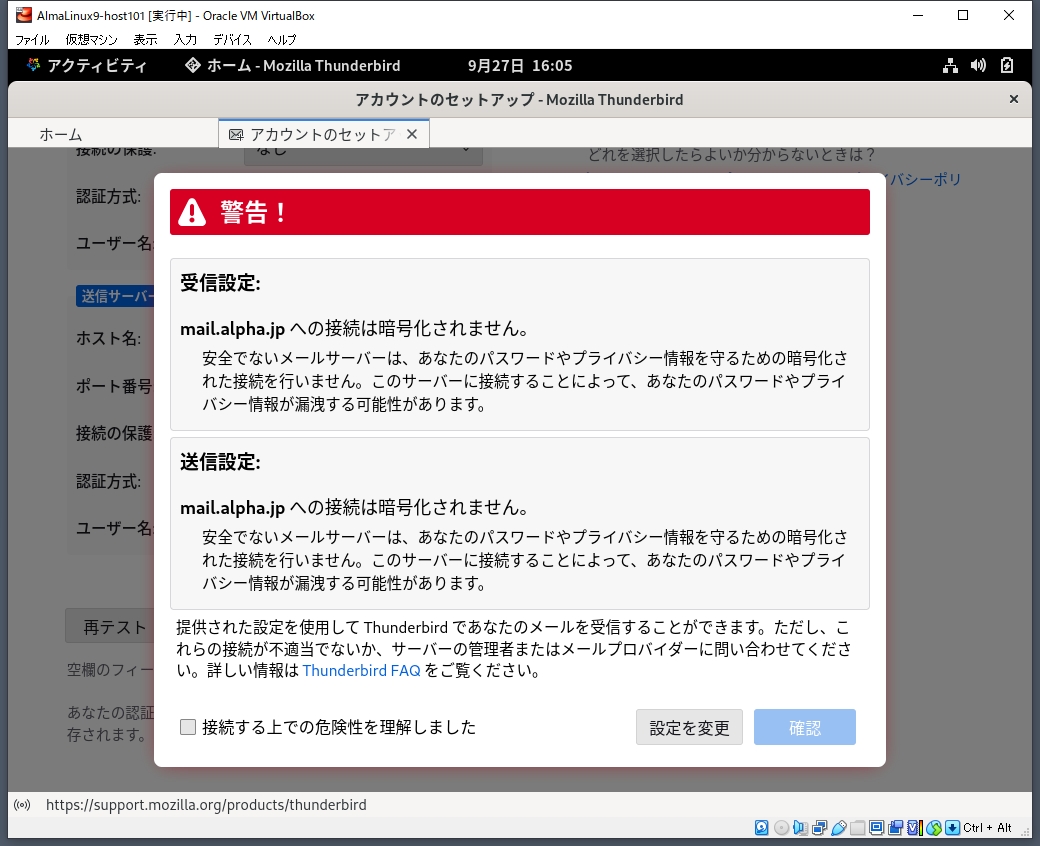 AlmaLinux9-host101 [実行中] - Oracle VM VirtualBox
ファイル 仮想マシン 表示 入力 デバイス ヘルプ
アクティビティ ホーム - Mozilla Thunderbird 9月27日 16:05
アカウントのセットアップ - Mozilla Thunderbird
ホーム アカウントのセットア
接続の保護: なし
どれを選択したらよいか分からないときは？
バシーポリ
認証方式:
ユーザー名
警告！
受信設定:
mail.alpha.jp への接続は暗号化されません。
安全でないメールサーバーは、あなたのパスワードやプライバシー情報を守るための暗号化さ
れた接続を行いません。このサーバーに接続することによって、あなたのパスワードやプライ
バシー情報が漏洩する可能性があります。
送信サーバー
ホスト名:
ポート番号
接続の保護
認証方式:
ユーザー名
送信設定:
mail.alpha.jp への接続は暗号化されません。
安全でないメールサーバーは、あなたのパスワードやプライバシー情報を守るための暗号化さ
れた接続を行いません。このサーバーに接続することによって、あなたのパスワードやプライ
バシー情報が漏洩する可能性があります。
提供された設定を使用して Thunderbird であなたのメールを受信することができます。ただし、こ
れらの接続が不適当でないか、サーバーの管理者またはメールプロバイダーに問い合わせてくださ
い。詳しい情報は Thunderbird FAQ をご覧ください。
接続する上での危険性を理解しました
設定を変更 確認
再テスト
空欄のフィー
あなたの認証
存されます。
https://support.mozilla.org/products/thunderbird
Ctrl + Alt